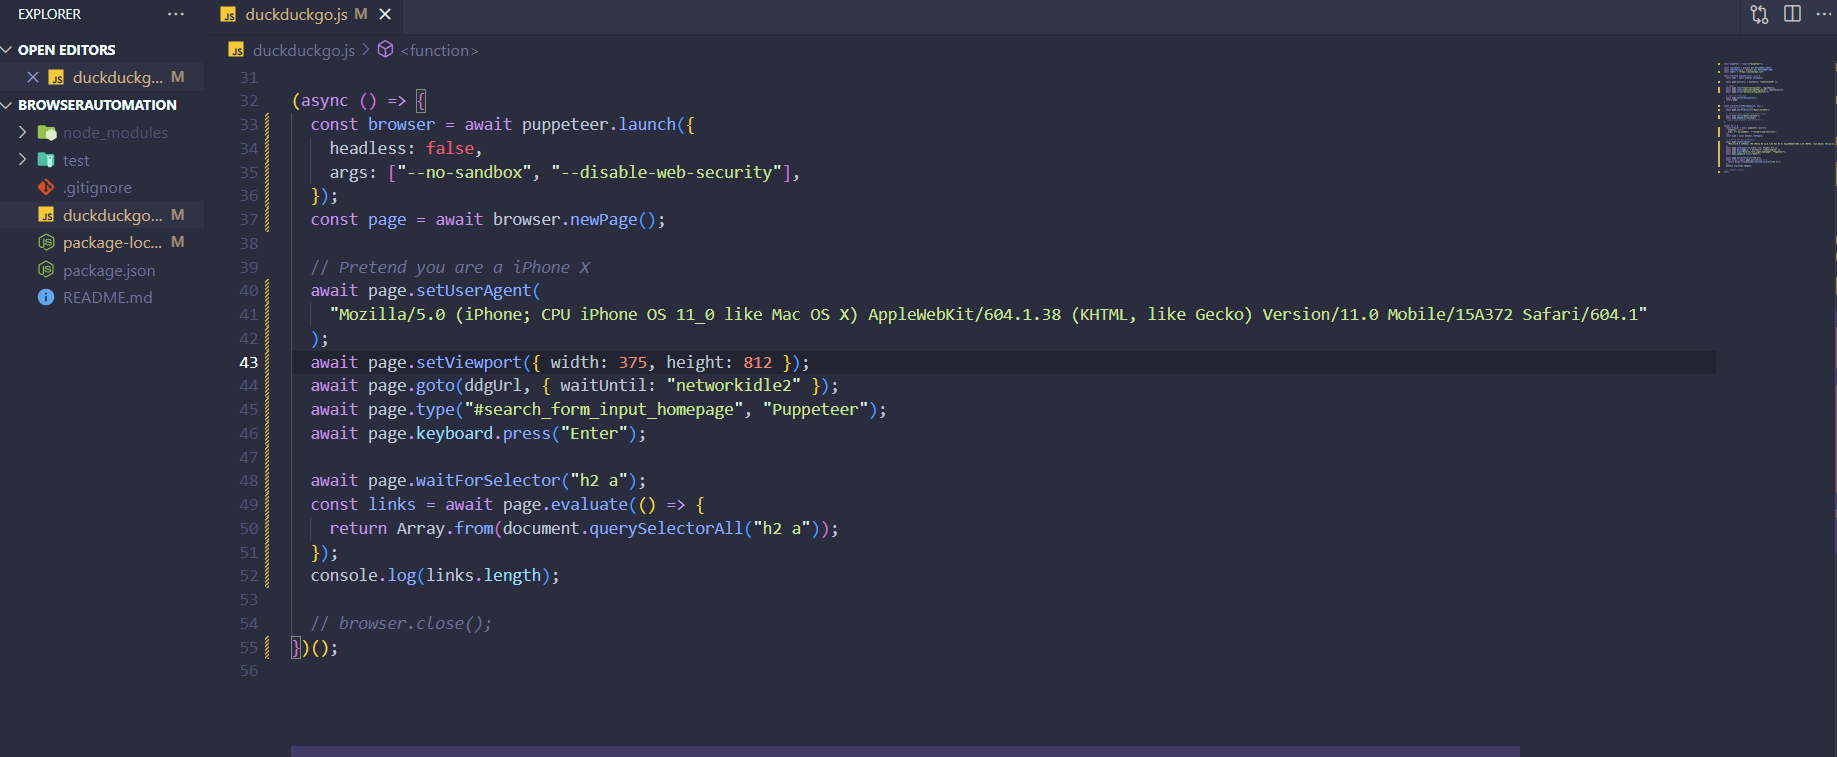 EXPLORER ···
OPEN EDITORS
duckduckg... M
BROWSERAUTOMATION
node_modules
test
.gitignore
duckduckgo... M
package-loc... M
package.json
README.md
duckduckgo.js M
duckduckgo.js > <function>
31
32 (async () => {
33 const browser = await puppeteer.launch({
34 headless: false,
35 args: ["--no-sandbox", "--disable-web-security"],
36 });
37 const page = await browser.newPage();
38
39 // Pretend you are a iPhone X
40 await page.setUserAgent(
41 "Mozilla/5.0 (iPhone; CPU iPhone OS 11_0 like Mac OS X) AppleWebKit/604.1.38 (KHTML, like Gecko) Version/11.0 Mobile/15A372 Safari/604.1"
42 );
43 await page.setViewport({ width: 375, height: 812 });
44 await page.goto(ddgUrl, { waitUntil: "networkidle2" });
45 await page.type("#search_form_input_homepage", "Puppeteer");
46 await page.keyboard.press("Enter");
47
48 await page.waitForSelector("h2 a");
49 const links = await page.evaluate(() => {
50 return Array.from(document.querySelectorAll("h2 a"));
51 });
52 console.log(links.length);
53
54 // browser.close();
55 })();
56